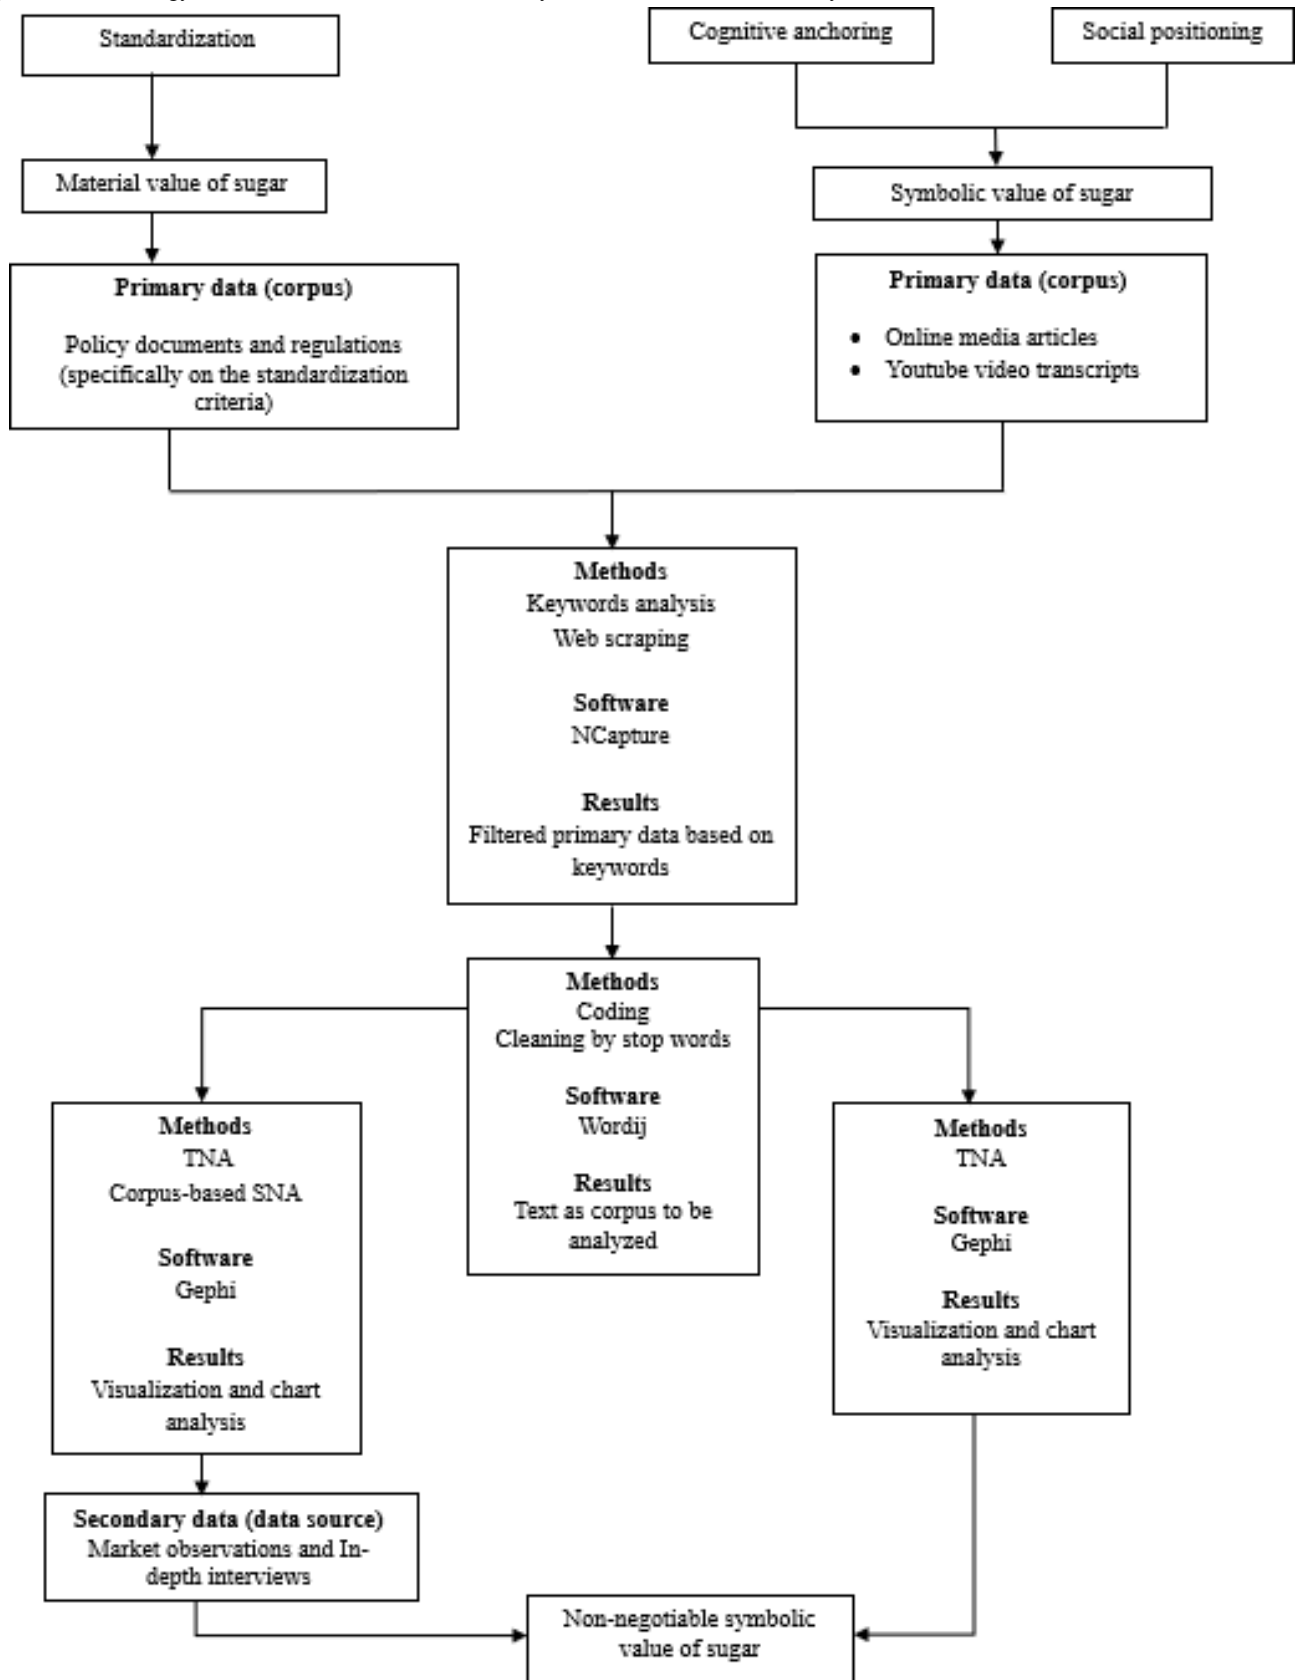 Standardization
Cognitive anchoring
Social positioning
Material value of sugar
Symbolic value of sugar
Primary data (corpus)
Policy documents and regulations
(specifically on the standardization
criteria)
Primary data (corpus)
• Online media articles
• Youtube video transcripts
Methods
Keywords analysis
Web scraping
Software
NCapture
Results
Filtered primary data based on
keywords
Methods
Coding
Cleaning by stop words
Software
Wordij
Results
Text as corpus to be
analyzed
Methods
TNA
Corpus-based SNA
Software
Gephi
Results
Visualization and chart
analysis
Methods
TNA
Software
Gephi
Results
Visualization and chart
analysis
Secondary data (data source)
Market observations and In-
depth interviews
Non-negotiable symbolic
value of sugar